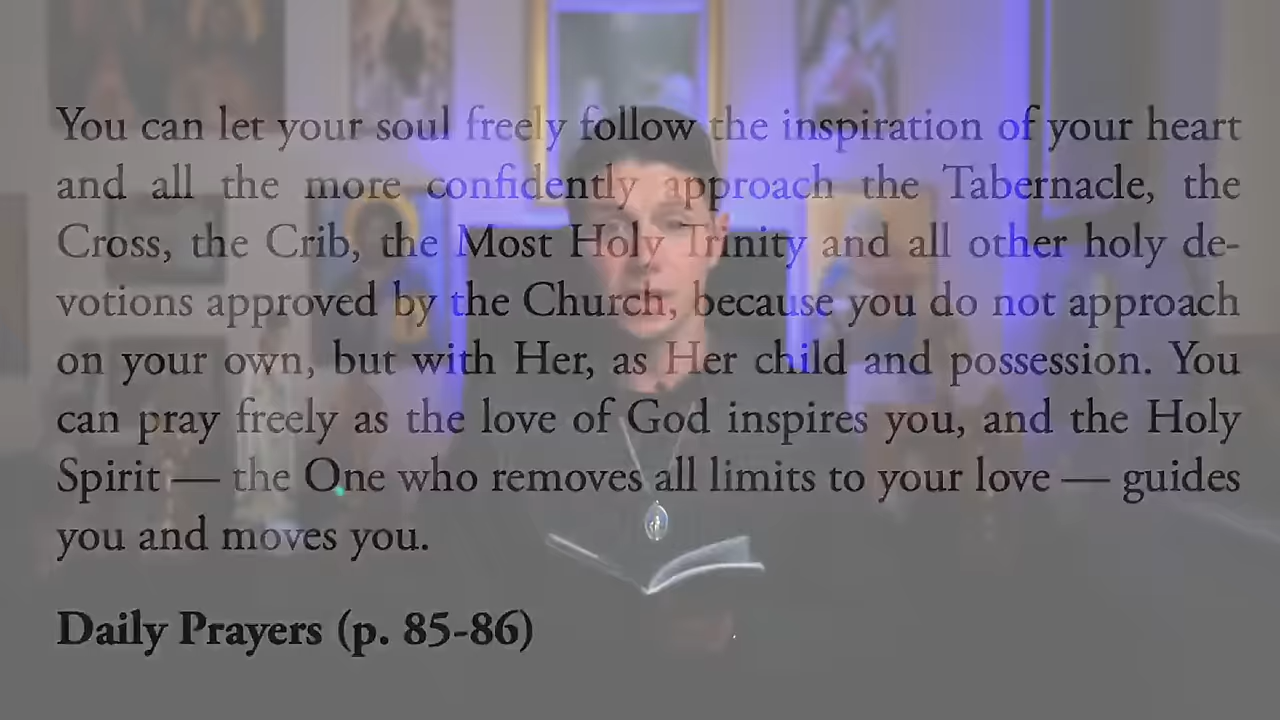 You can let your soul freely follow the inspiration of your heart
and all the more confidently approach the Tabernacle, the
Cross, the Crib, the Most Holy Trinity and all other holy de-
votions approved by the Church, because you do not approach
on your own, but with Her, as Her child and possession. You
can pray freely as the love of God inspires you, and the Holy
Spirit — the One who removes all limits to your love — guides
you and moves you.
Daily Prayers (p. 85-86)